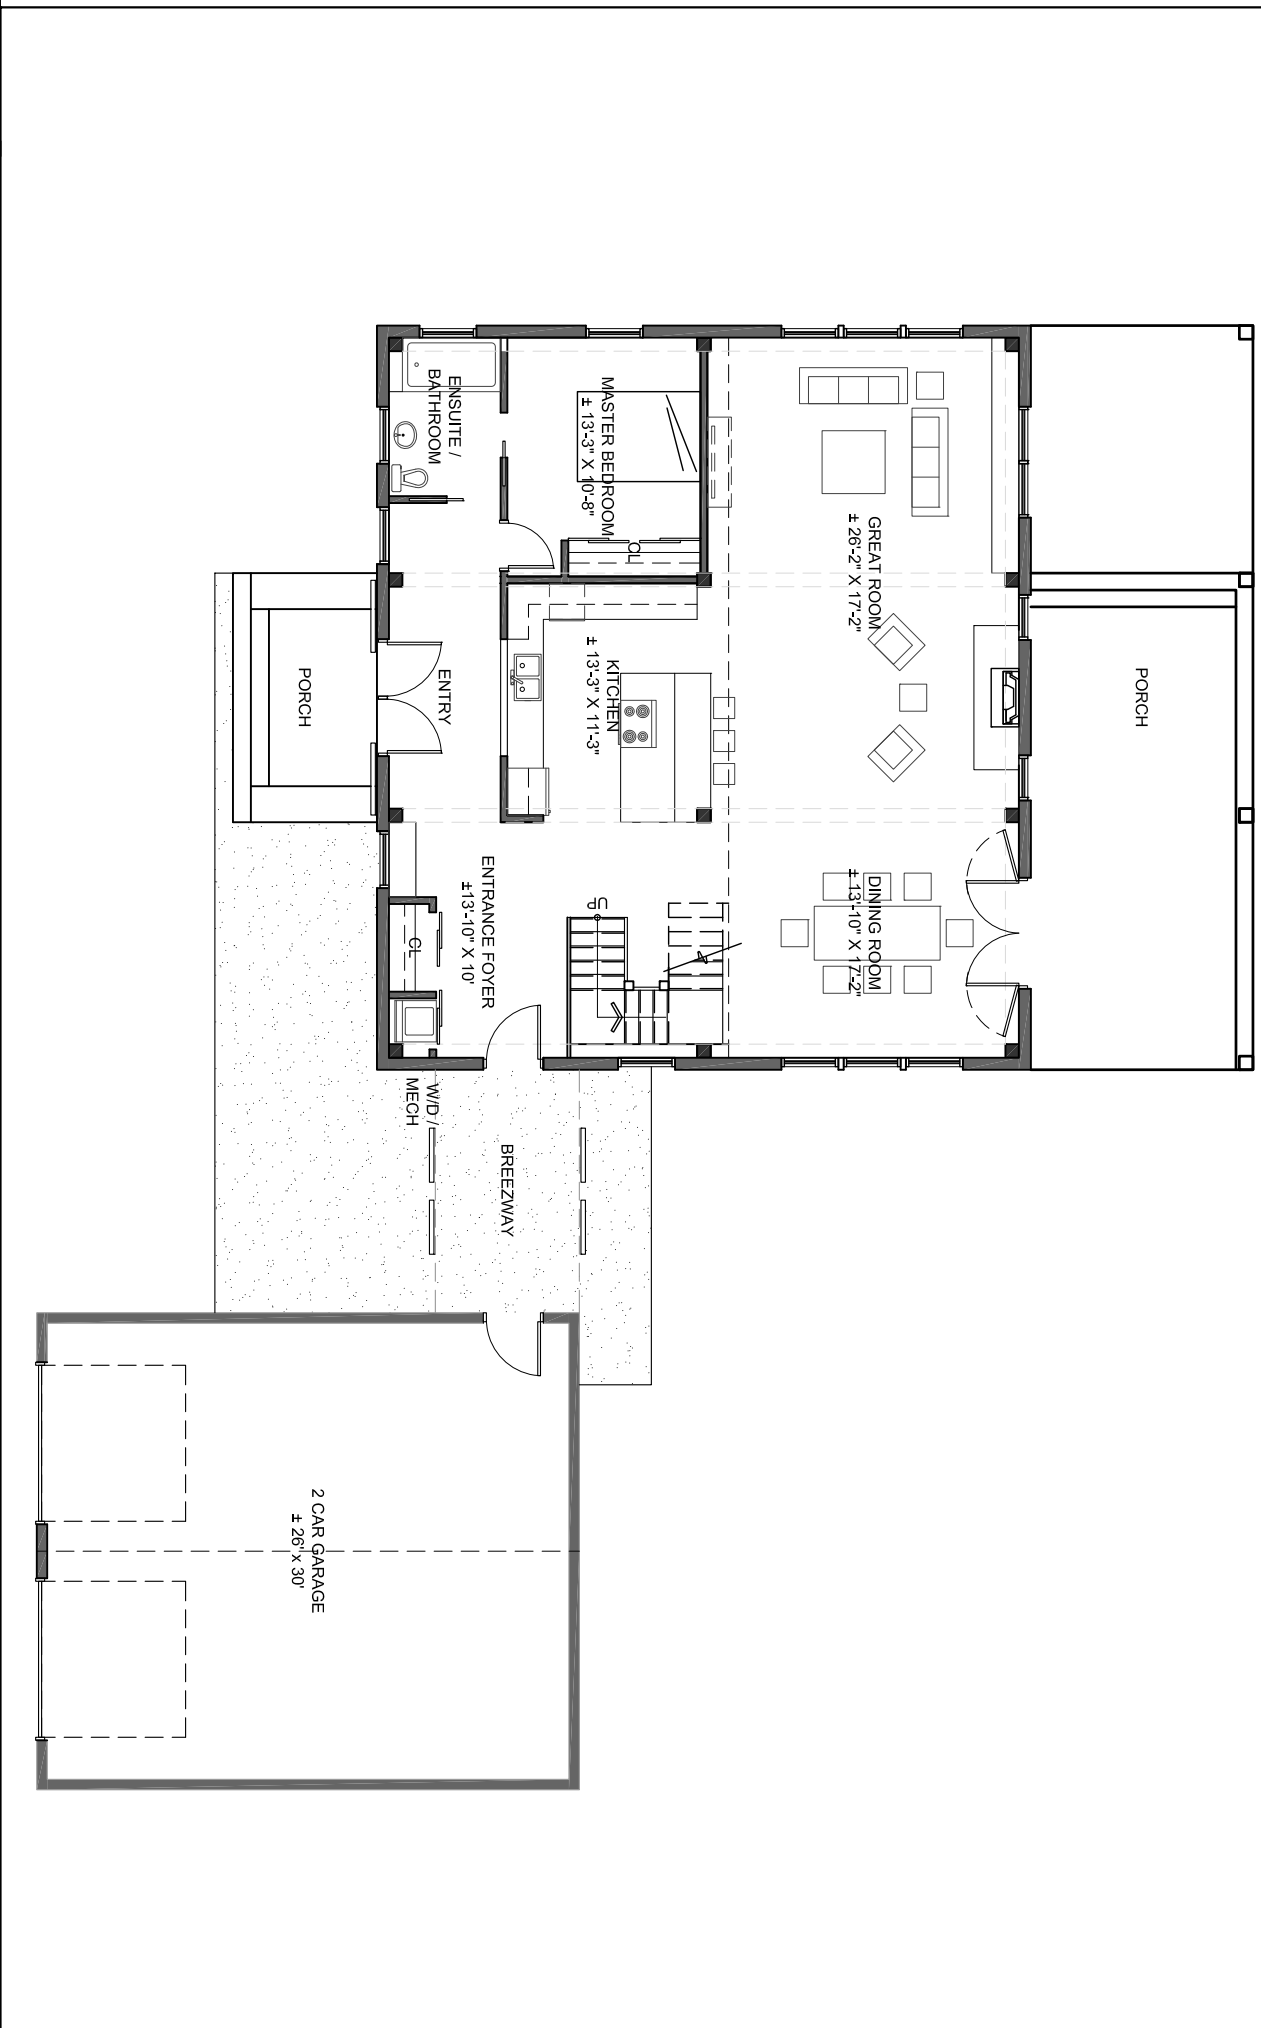 PORCH
GREAT ROOM
± 26'-2" X 17'-2"
DINING ROOM
± 13'-10" X 17'-2"
MASTER BEDROOM
± 13'-3" X 10'-8"
CL
KITCHEN
± 13'-3" X 11'-3"
UP
ENSUITE /
BATHROOM
ENTRY
ENTRANCE FOYER
±13'-10" X 10'
CL
W/D /
MECH
BREEZWAY
PORCH
2 CAR GARAGE
± 26' x 30'